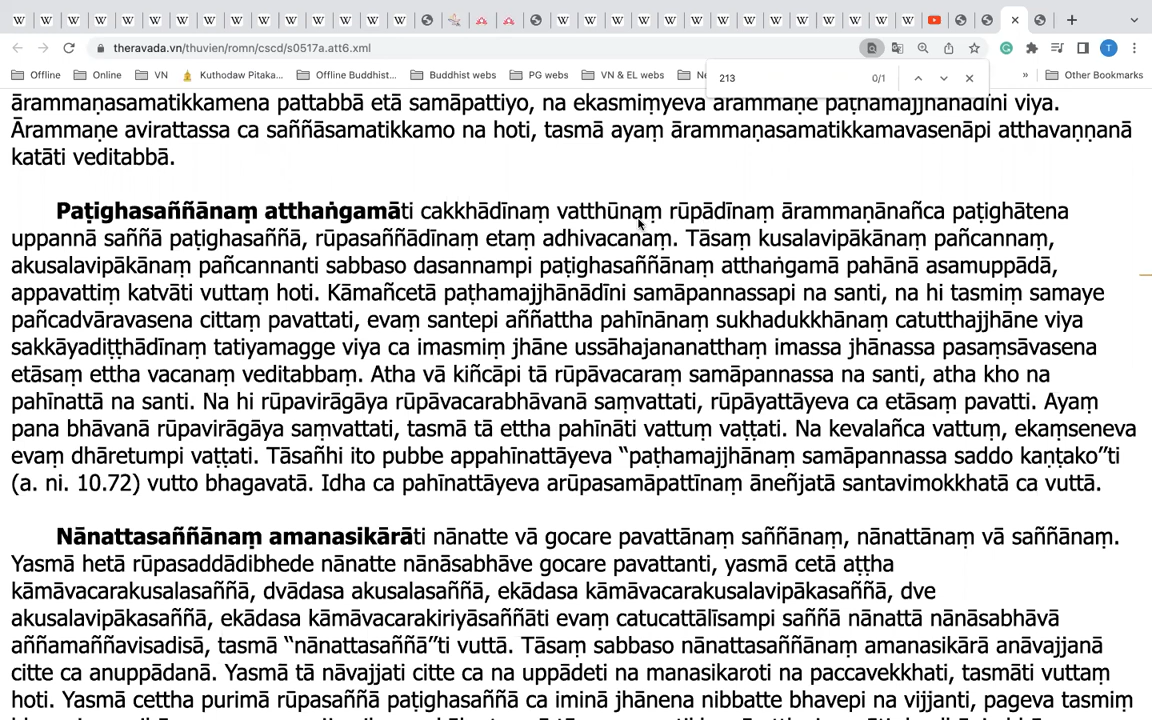 theravada.vn/thuvien/romn/cscd/s0517a.att6.xml
T
Offline
Online
VN
Kuthodaw Pitaka...
Offline Buddhist...
Buddhist webs
PG webs
VN & EL webs
»
Other Bookmarks
213
0/1
ārammaṇasamatikkamena pattabbā etā samāpattiyo, na ekasmiṃyeva ārammaṇe paṭhamajjhānādīni viya.
Ārammaṇe avirattassa ca saññāsamatikkamo na hoti, tasmā ayaṃ ārammaṇasamatikkamavasenāpi atthavaṇṇanā
katāti veditabbā.
Paṭighasaññānaṃ atthaṅgamāti cakkhādīnaṃ vatthūnaṃ rūpādīnaṃ ārammaṇānañca paṭighātena
uppannā saññā paṭighasaññā, rūpasaññādīnaṃ etaṃ adhivacanaṃ. Tāsaṃ kusalavipākānaṃ pañcannaṃ,
akusalavipākānaṃ pañcannanti sabbaso dasannampi paṭighasaññānaṃ atthaṅgamā pahānā asamuppādā,
appavattiṃ katvāti vuttaṃ hoti. Kāmañcetā paṭhamajjhānādīni samāpannassapi na santi, na hi tasmiṃ samaye
pañcadvāravasena cittaṃ pavattati, evaṃ santepi aññattha pahīnānaṃ sukhadukkhānaṃ catutthajjhāne viya
sakkāyadiṭṭhādīnaṃ tatiyamagge viya ca imasmiṃ jhāne ussāhajananatthaṃ imassa jhānassa pasaṃsāvasena
etāsaṃ ettha vacanaṃ veditabbaṃ. Atha vā kiñcāpi tā rūpāvacaraṃ samāpannassa na santi, atha kho na
pahīnattā na santi. Na hi rūpavirāgāya rūpāvacarabhāvanā saṃvattati, rūpāyattāyeva ca etāsaṃ pavatti. Ayaṃ
pana bhāvanā rūpavirāgāya saṃvattati, tasmā tā ettha pahīnāti vattuṃ vaṭṭati. Na kevalañca vattuṃ, ekaṃseneva
evaṃ dhāretumpi vaṭṭati. Tāsañhi ito pubbe appahīnattāyeva “paṭhamajjhānaṃ samāpannassa saddo kaṇṭako”ti
(a. ni. 10.72) vutto bhagavatā. Idha ca pahīnattāyeva arūpasamāpattīnaṃ āneñjatā santavimokkhatā ca vuttā.
Nānattasaññānaṃ amanasikārāti nānatte vā gocare pavattānaṃ saññānaṃ, nānattānaṃ vā saññānaṃ.
Yasmā hetā rūpasaddādibhede nānatte nānāsabhāve gocare pavattanti, yasmā cetā aṭṭha
kāmāvacarakusalasaññā, dvādasa akusalasaññā, ekādasa kāmāvacarakusalavipākasaññā, dve
akusalavipākasaññā, ekādasa kāmāvacarakiriyāsaññāti evaṃ catucattālīsampi saññā nānattā nānāsabhāvā
aññamaññavisadisā, tasmā “nānattasaññā”ti vuttā. Tāsaṃ sabbaso nānattasaññānaṃ amanasikārā anāvajjanā
citte ca anuppādanā. Yasmā tā nāvajjati citte ca na uppādeti na manasikaroti na paccavekkhati, tasmāti vuttaṃ
hoti. Yasmā cettha purimā rūpasaññā paṭighasaññā ca iminā jhānena nibbatte bhavepi na vijjanti, pageva tasmiṃ